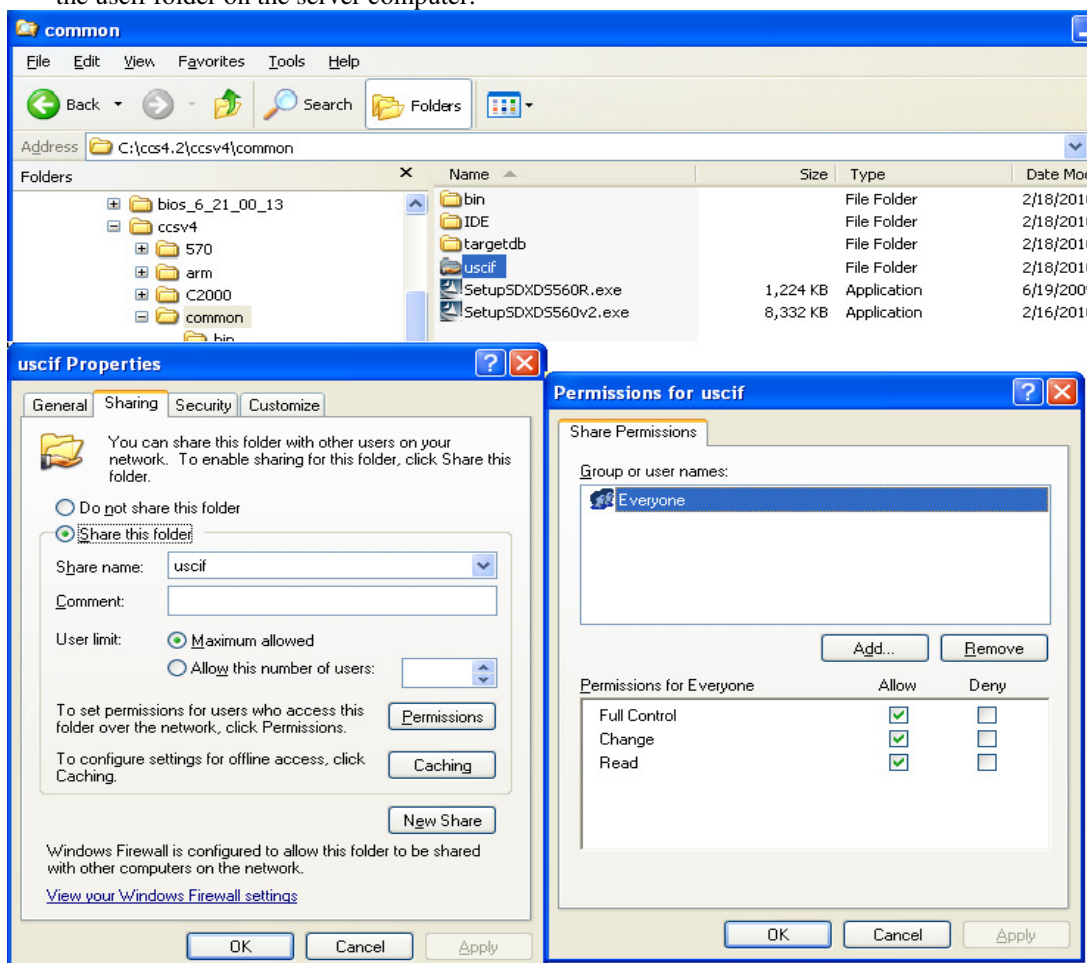 the uscif folder on the server computer.
common
File Edit View Favorites Tools Help
Back Search Folders
Address C:\ccs4.2\ccsv4\common
Folders Name Size Type Date Mo
bios_6_21_00_13 bin File Folder 2/18/201
ccsv4 IDE File Folder 2/18/201
570 targetdb File Folder 2/18/201
arm uscif File Folder 2/18/201
C2000 SetupSDXDS560R.exe 1,224 KB Application 6/19/200
common SetupSDXDS560v2.exe 8,332 KB Application 2/16/201
bin
uscif Properties
General Sharing Security Customize
You can share this folder with other users on your
network. To enable sharing for this folder, click Share this
folder.
Do not share this folder
Share this folder
Share name: uscif
Comment:
User limit: Maximum allowed
Allow this number of users:
To set permissions for users who access this
folder over the network, click Permissions.
Permissions
To configure settings for offline access, click
Caching.
Caching
New Share
Windows Firewall is configured to allow this folder to be shared
with other computers on the network.
View your Windows Firewall settings
OK Cancel Apply
Permissions for uscif
Share Permissions
Group or user names:
Everyone
Add... Remove
Permissions for Everyone Allow Deny
Full Control
Change
Read
OK Cancel Apply